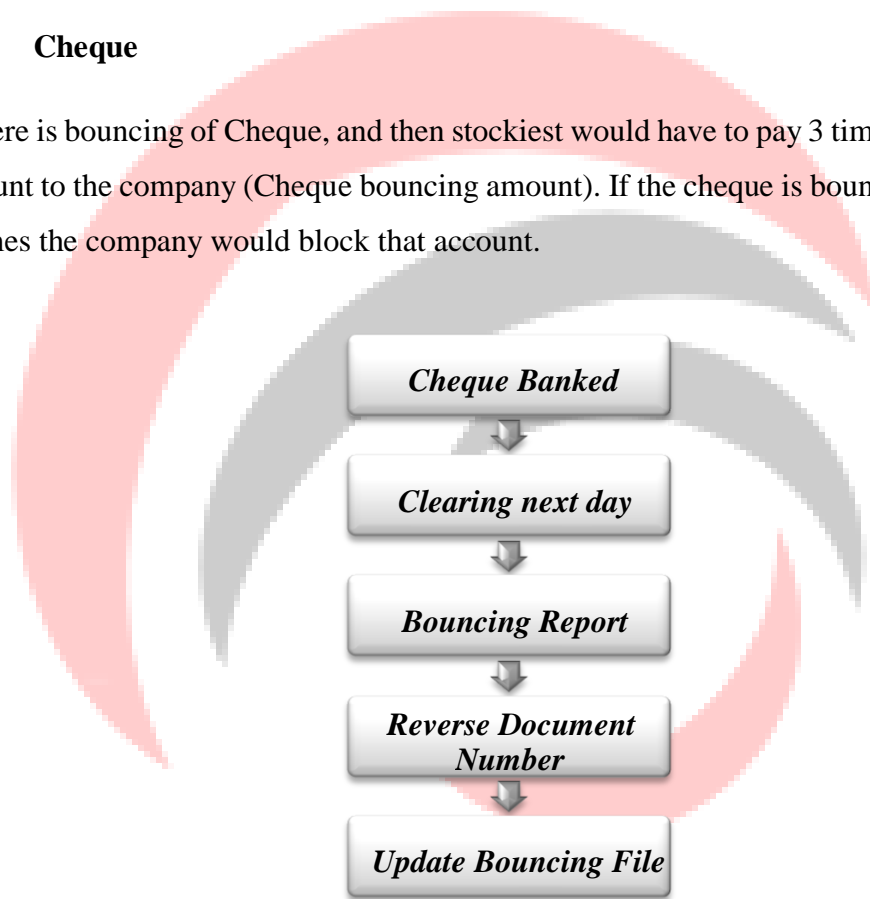 Cheque
ere is bouncing of Cheque, and then stockiest would have to pay 3 tim
unt to the company (Cheque bouncing amount). If the cheque is boun
nes the company would block that account.
Cheque Banked
Clearing next day
Bouncing Report
Reverse Document
Number
Update Bouncing File